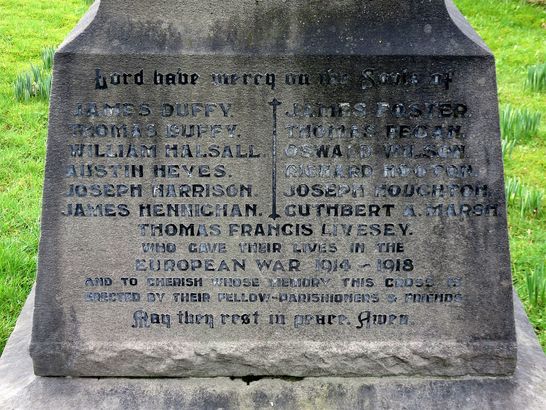 Lord have mercy on the Souls of
JAMES DUFFY. JAMES FOSTER.
THOMAS DUFFY. THOMAS FEGAN.
WILLIAM HALSALL. OSWALD WILSON.
AUSTIN HEYES. RICHARD HOOTON.
JOSEPH HARRISON. JOSEPH HOUGHTON.
JAMES HENNIGHAN. CUTHBERT A. MARSH.
THOMAS FRANCIS LIVESEY.
WHO GAVE THEIR LIVES IN THE
EUROPEAN WAR 1914 ~ 1918
AND TO CHERISH WHOSE MEMORY THIS CROSS IS
ERECTED BY THEIR FELLOW-PARISHIONERS & FRIENDS.
May they rest in peace. Amen.